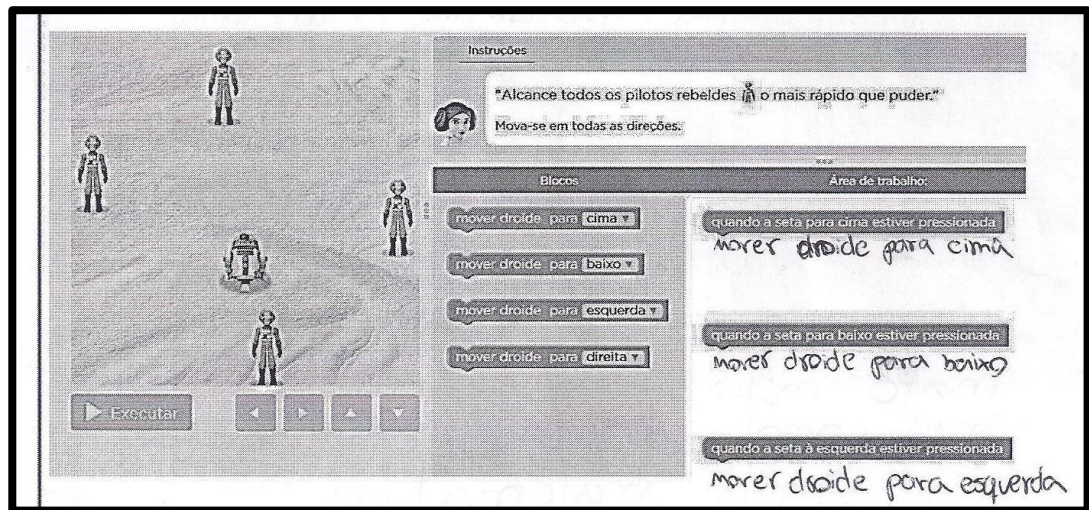 Instruções
"Alcance todos os pilotos rebeldes o mais rápido que puder."
Mova-se em todas as direções.
Blocos
Área de trabalho:
mover droide para cima
mover droide para baixo
mover droide para esquerda
mover droide para direita
quando a seta para cima estiver pressionada
mover droide para cima
quando a seta para baixo estiver pressionada
mover droide para baixo
quando a seta à esquerda estiver pressionada
mover droide para esquerda
Executar